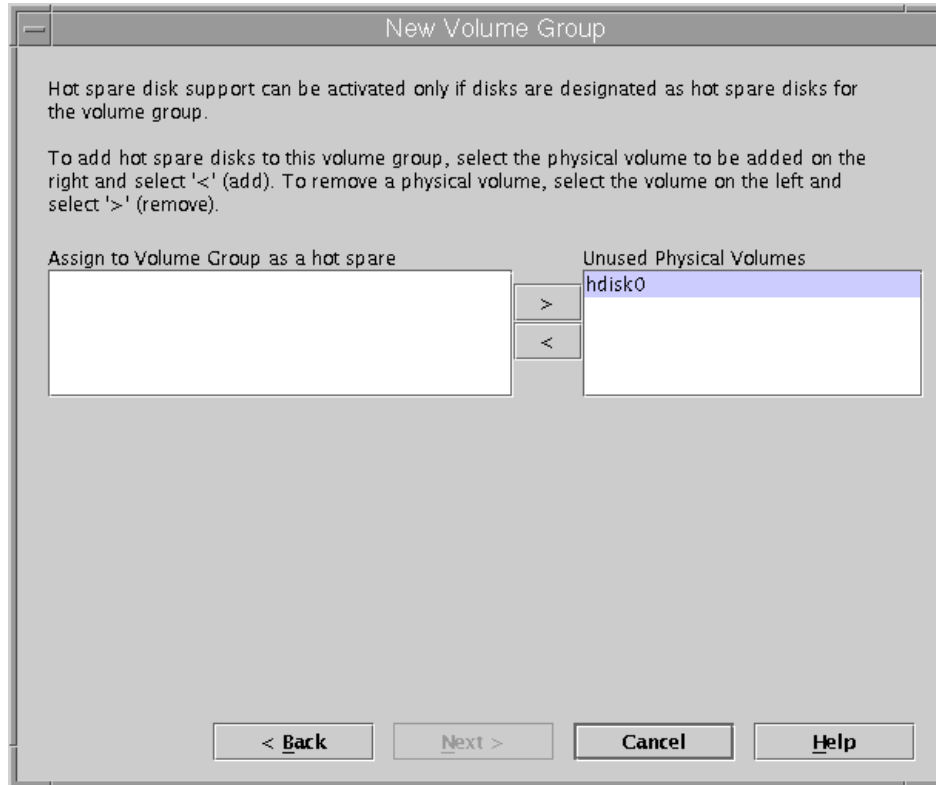 New Volume Group
Hot spare disk support can be activated only if disks are designated as hot spare disks for
the volume group.
To add hot spare disks to this volume group, select the physical volume to be added on the
right and select '<' (add). To remove a physical volume, select the volume on the left and
select '>' (remove).
Assign to Volume Group as a hot spare
Unused Physical Volumes
hdisk0
>
<
< Back
Next >
Cancel
Help